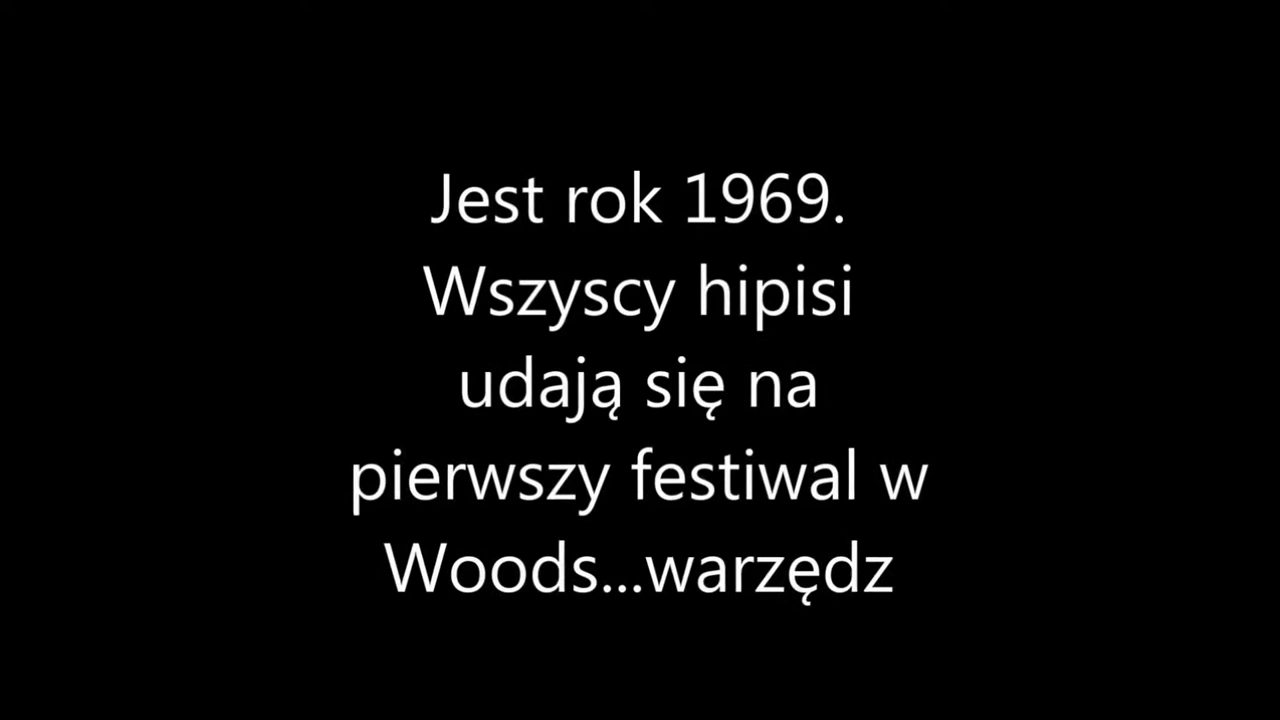 Jest rok 1969.
Wszyscy hipisi
udają się na
pierwszy festiwal w
Woods...warzędz